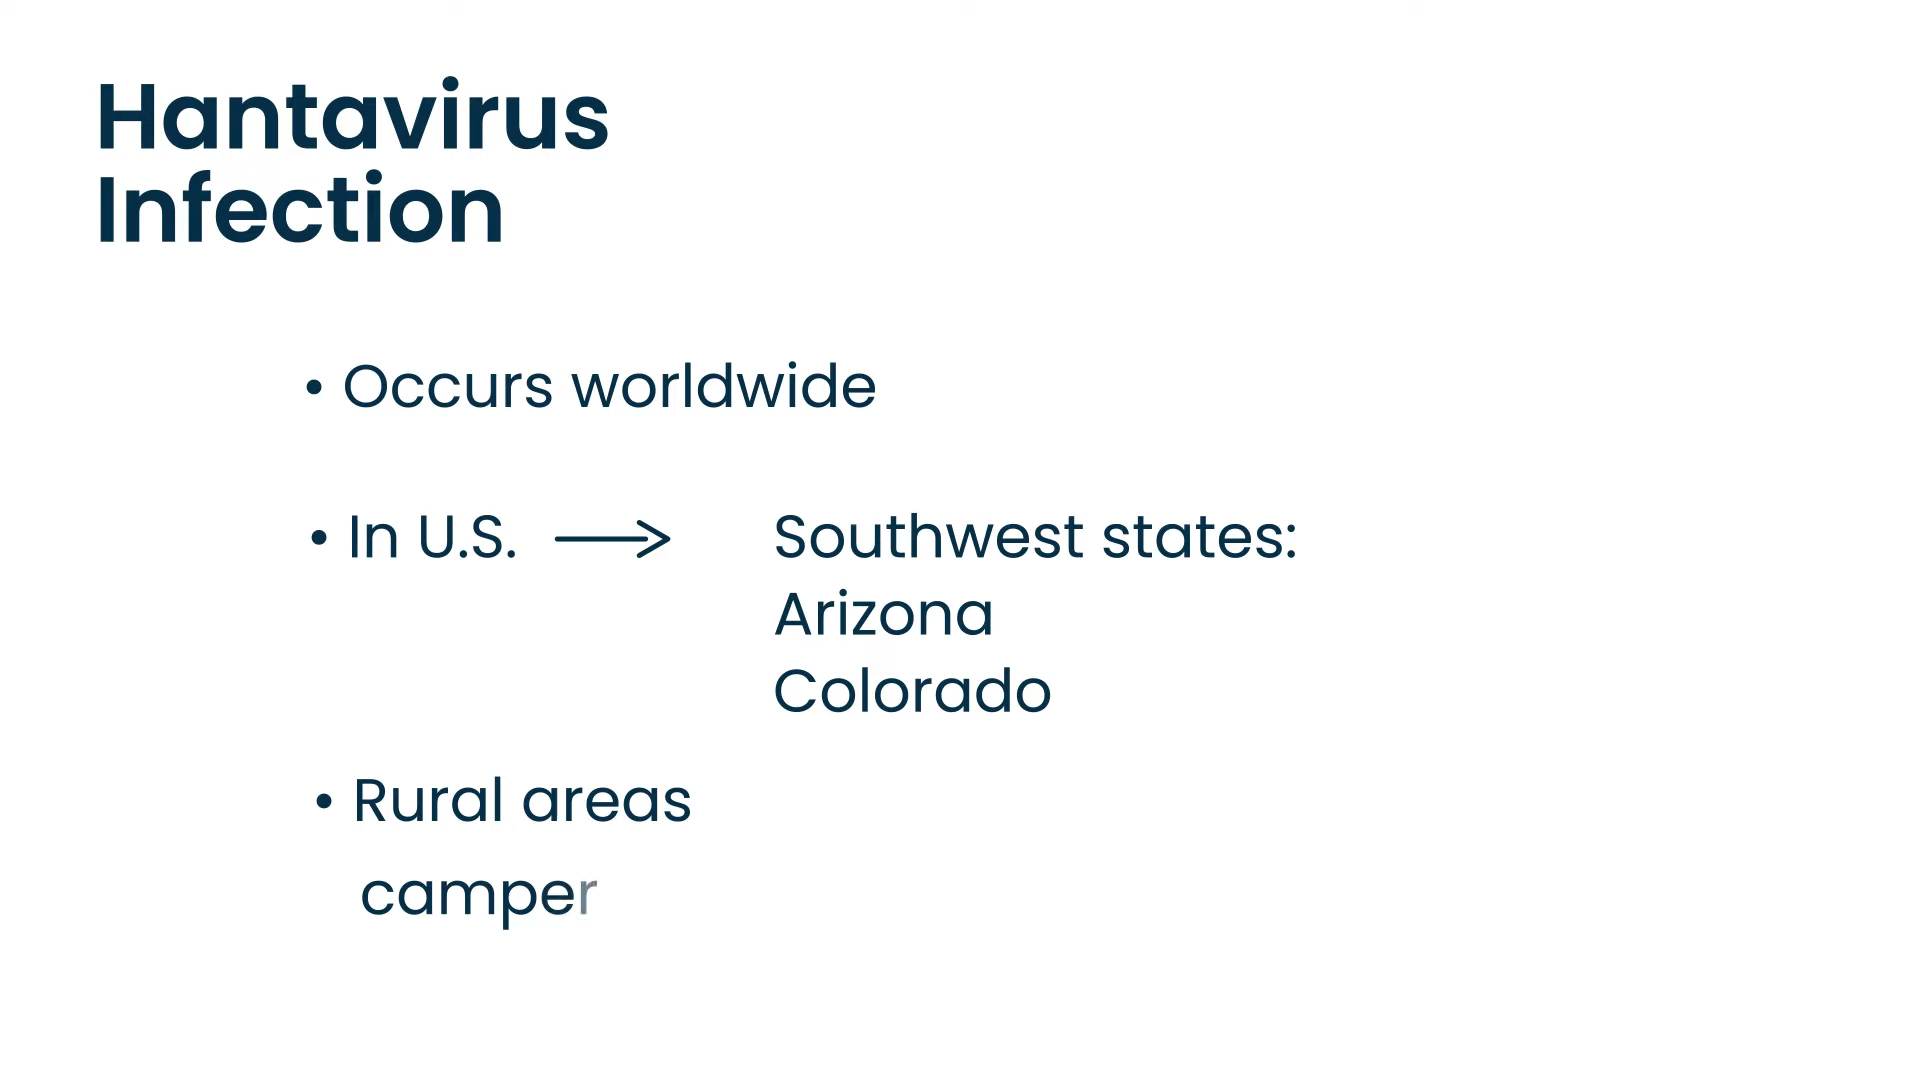 Hantavirus
Infection
• Occurs worldwide
• In U.S. → Southwest states:
Arizona
Colorado
• Rural areas
camper